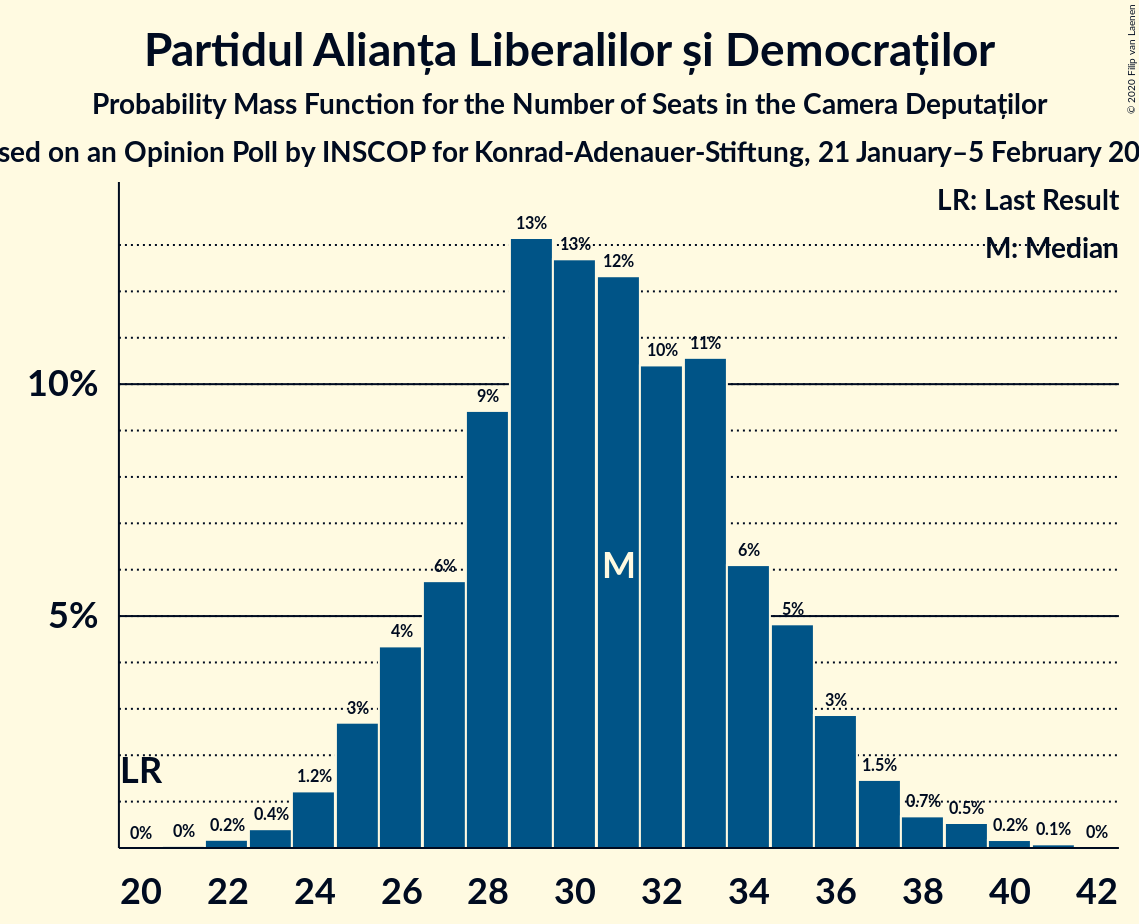 Partidul Alianța Liberalilor și Democraților
Probability Mass Function for the Number of Seats in the Camera Deputaților
sed on an Opinion Poll by INSCOP for Konrad-Adenauer-Stiftung, 21 January–5 February 20
© 2020 Filip van Laenen
LR: Last Result
M: Median
13%
13%
12%
10%
11%
10%
9%
6%
6%
5%
5%
4%
3%
3%
M
LR
1.2%
1.5%
0%
0%
0.2%
0.4%
0.7%
0.5%
0.2%
0.1%
0%
20 22 24 26 28 30 32 34 36 38 40 42